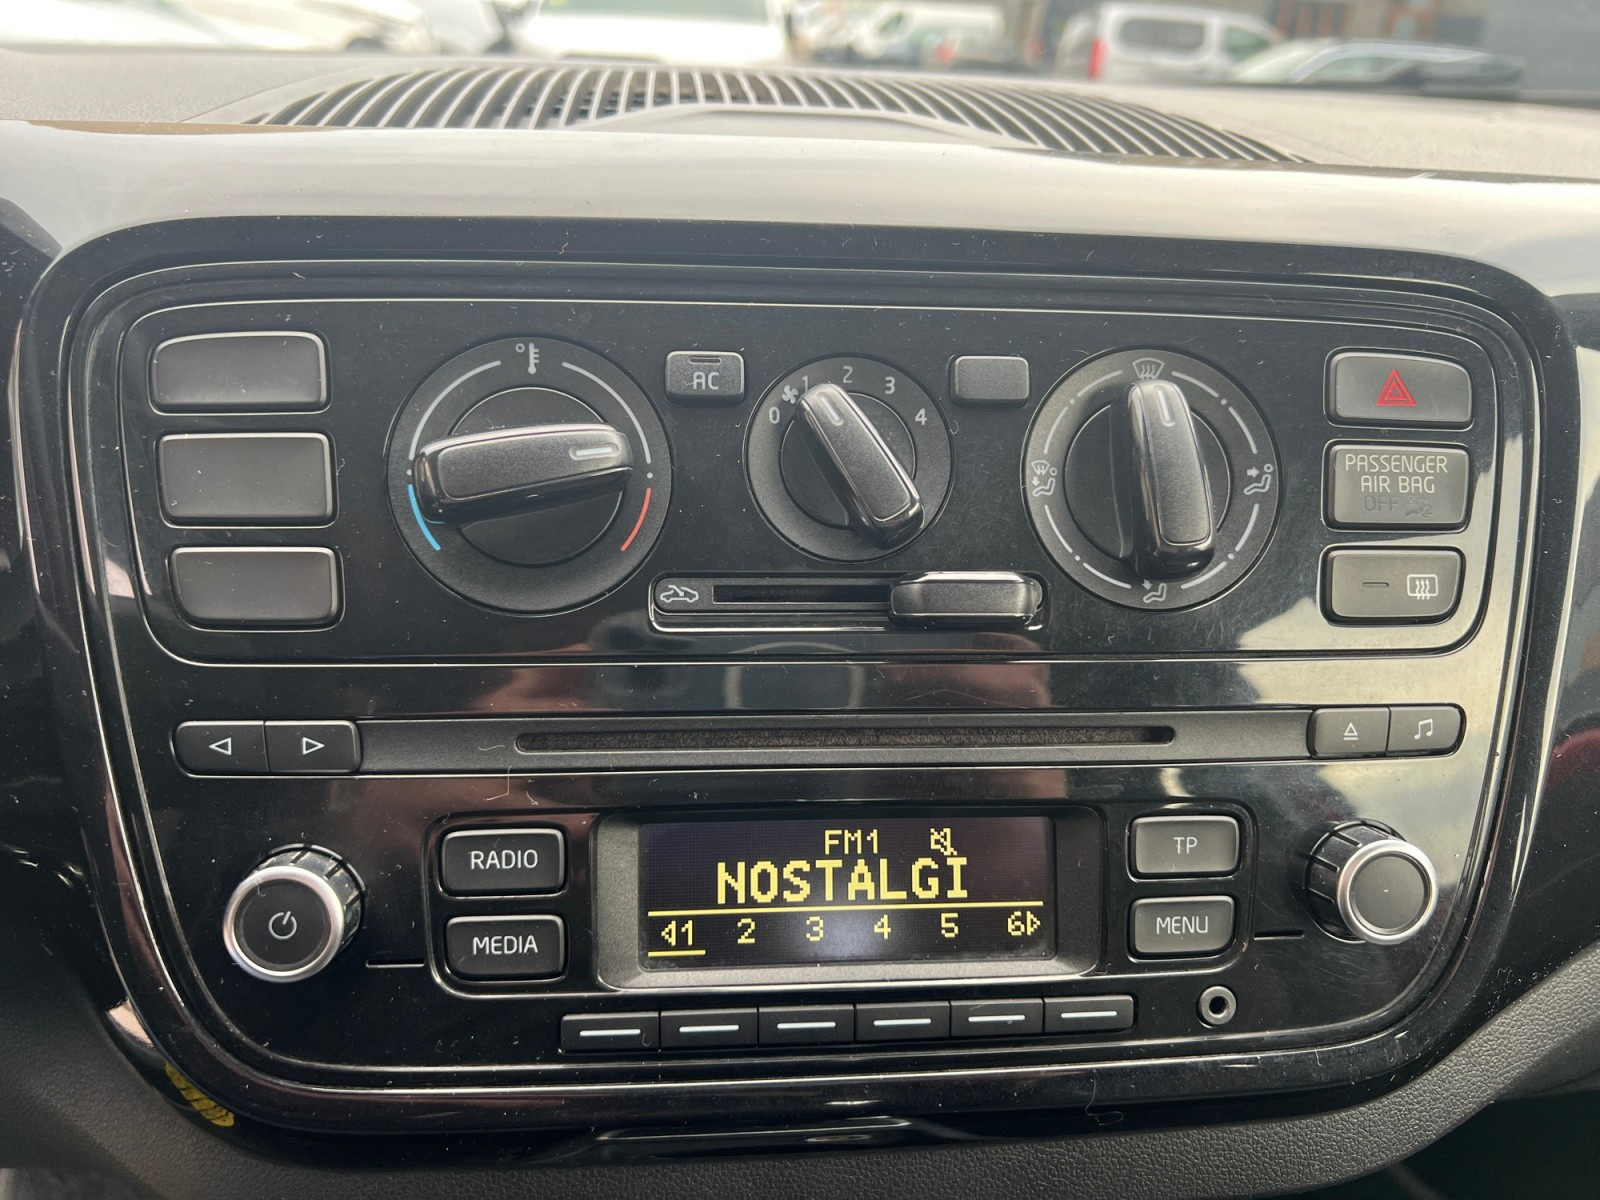 AC
0 1 2 3 4
PASSENGER
AIR BAG
OFF
RADIO
MEDIA
FM1
NOSTALGI
1 2 3 4 5 6
TP
MENU